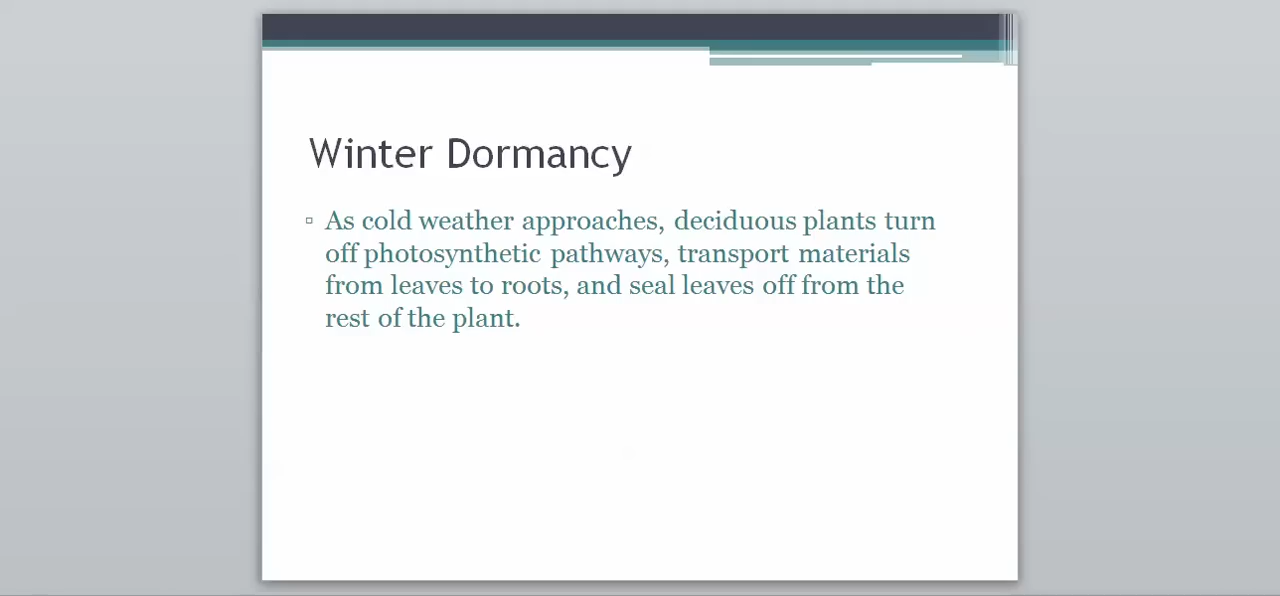 Winter Dormancy
As cold weather approaches, deciduous plants turn
off photosynthetic pathways, transport materials
from leaves to roots, and seal leaves off from the
rest of the plant.